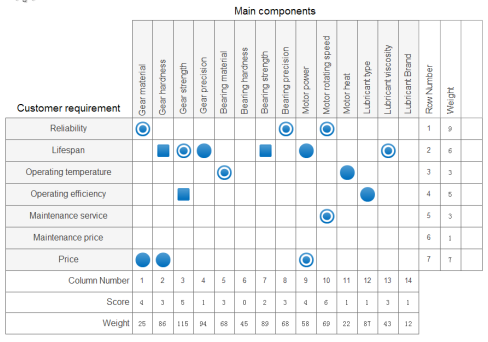 Main components
Customer requirement
Gear material
Gear hardness
Gear strength
Gear precision
Bearing material
Bearing hardness
Bearing strength
Bearing precision
Motor power
Motor rotating speed
Motor heat
Lubricant type
Lubricant viscosity
Lubricant Brand
Row Number
Weight
Reliability 1 9
Lifespan 2 6
Operating temperature 3 3
Operating efficiency 4 5
Maintenance service 5 3
Maintenance price 6 1
Price 7 7
Column Number 1 2 3 4 5 6 7 8 9 10 11 12 13 14
Score 4 3 5 1 3 0 2 3 4 6 1 1 3 1
Weight 25 86 115 94 68 45 89 68 58 69 22 87 43 12